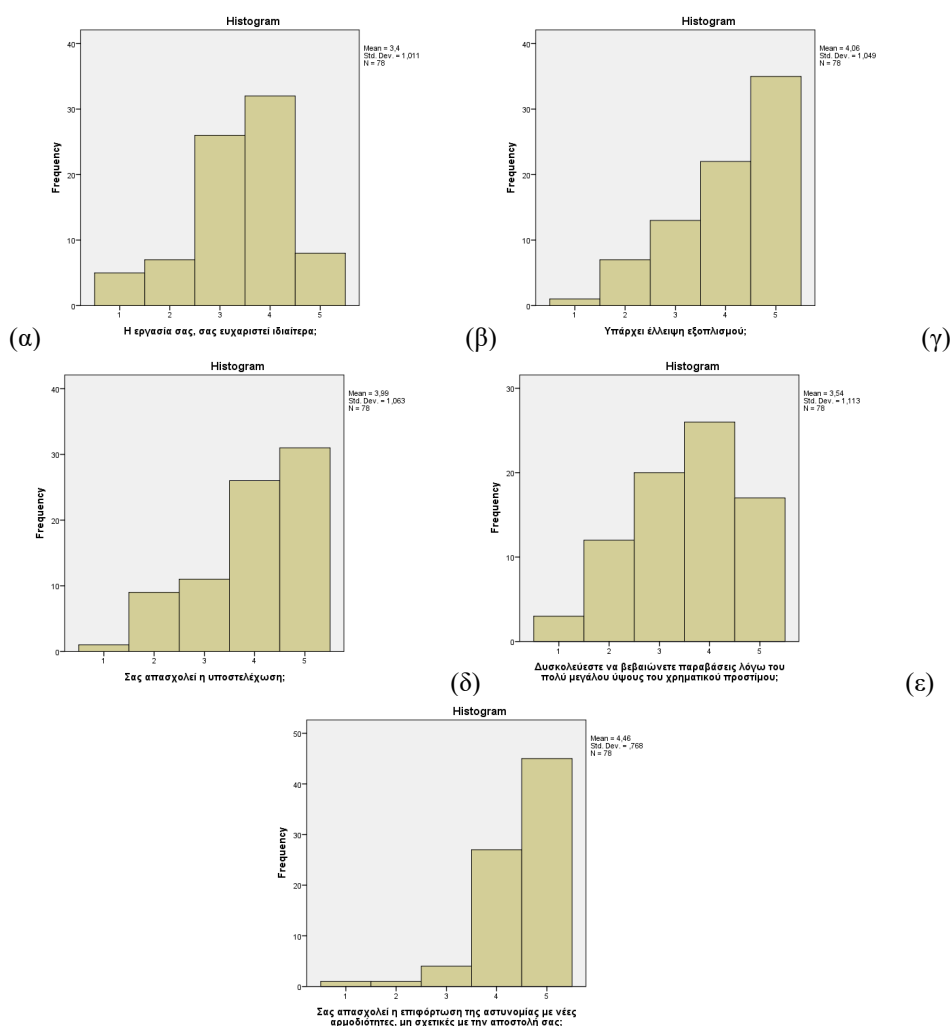 Histogram
Mean = 3,4
Std. Dev. = 1,011
N = 78
40
30
20
10
0
Frequency
1 2 3 4 5
Η εργασία σας, σας ευχαριστεί ιδιαίτερα;
(α)
Histogram
Mean = 4,06
Std. Dev. = 1,049
N = 78
40
30
20
10
0
Frequency
1 2 3 4 5
Υπάρχει έλλειψη εξοπλισμού;
(β)
(γ)
Histogram
Mean = 3,99
Std. Dev. = 1,063
N = 78
40
30
20
10
0
Frequency
1 2 3 4 5
Σας απασχολεί η υποστελέχωση;
Histogram
Mean = 3,54
Std. Dev. = 1,113
N = 78
30
20
10
0
Frequency
1 2 3 4 5
Δυσκολεύεστε να βεβαιώνετε παραβάσεις λόγω του
πολύ μεγάλου ύψους του χρηματικού προστίμου;
(δ)
(ε)
Histogram
Mean = 4,46
Std. Dev. = ,768
N = 78
50
40
30
20
10
0
Frequency
1 2 3 4 5
Σας απασχολεί η επιφόρτωση της αστυνομίας με νέες
αρμοδιότητες, μη σχετικές με την αποστολή σας;